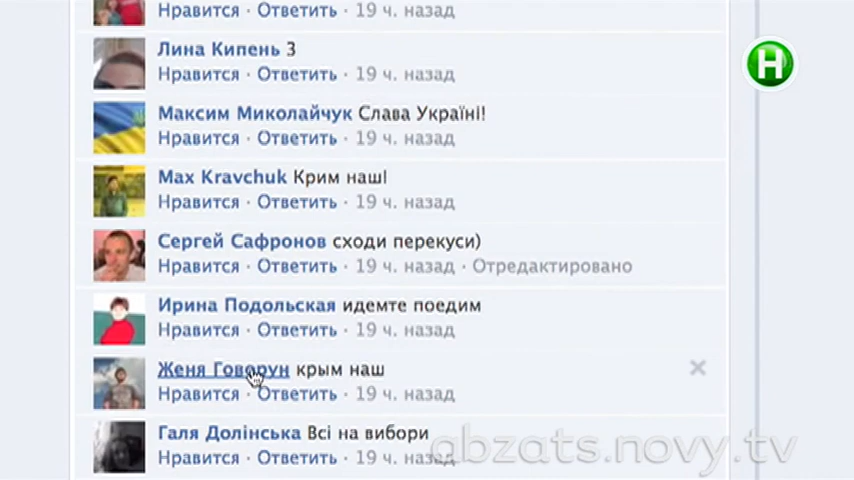 Нравится · Ответить · 19 ч. назад
Лина Кипень 3
Нравится · Ответить · 19 ч. назад
Максим Миколайчук Слава Україні!
Нравится · Ответить · 19 ч. назад
Max Kravchuk Крим наш!
Нравится · Ответить · 19 ч. назад
Сергей Сафронов сходи перекуси)
Нравится · Ответить · 19 ч. назад · Отредактировано
Ирина Подольская идемте поедим
Нравится · Ответить · 19 ч. назад
Женя Говорун крым наш
Нравится · Ответить · 19 ч. назад
Галя Долінська Всі на вибори
Нравится · Ответить · 19 ч. назад
Н
abzats.novy.tv